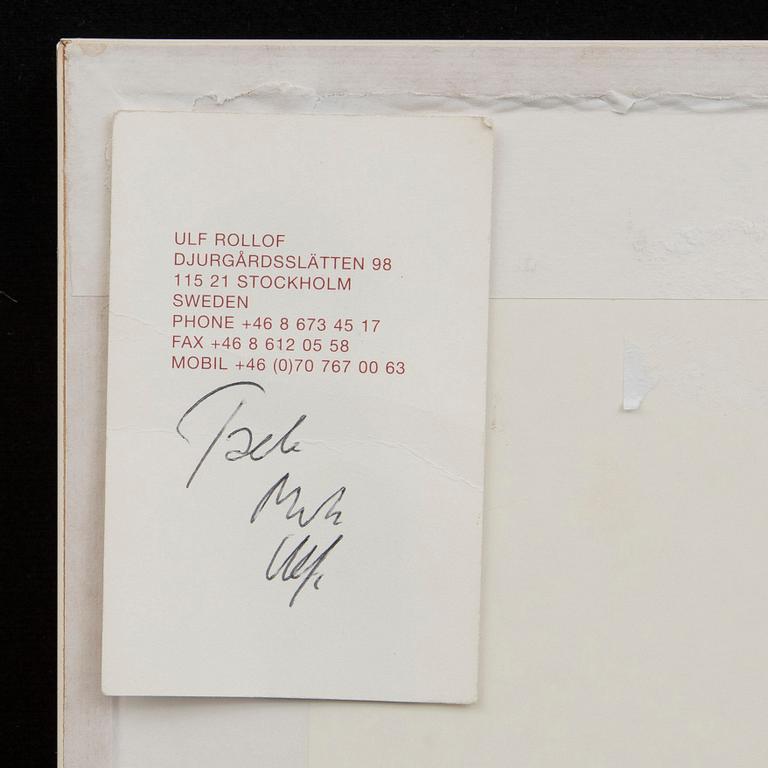 ULF ROLLOF
DJURGÅRDSSLÄTTEN 98
115 21 STOCKHOLM
SWEDEN
PHONE +46 8 673 45 17
FAX +46 8 612 05 58
MOBIL +46 (0)70 767 00 63
Tack
Ulf